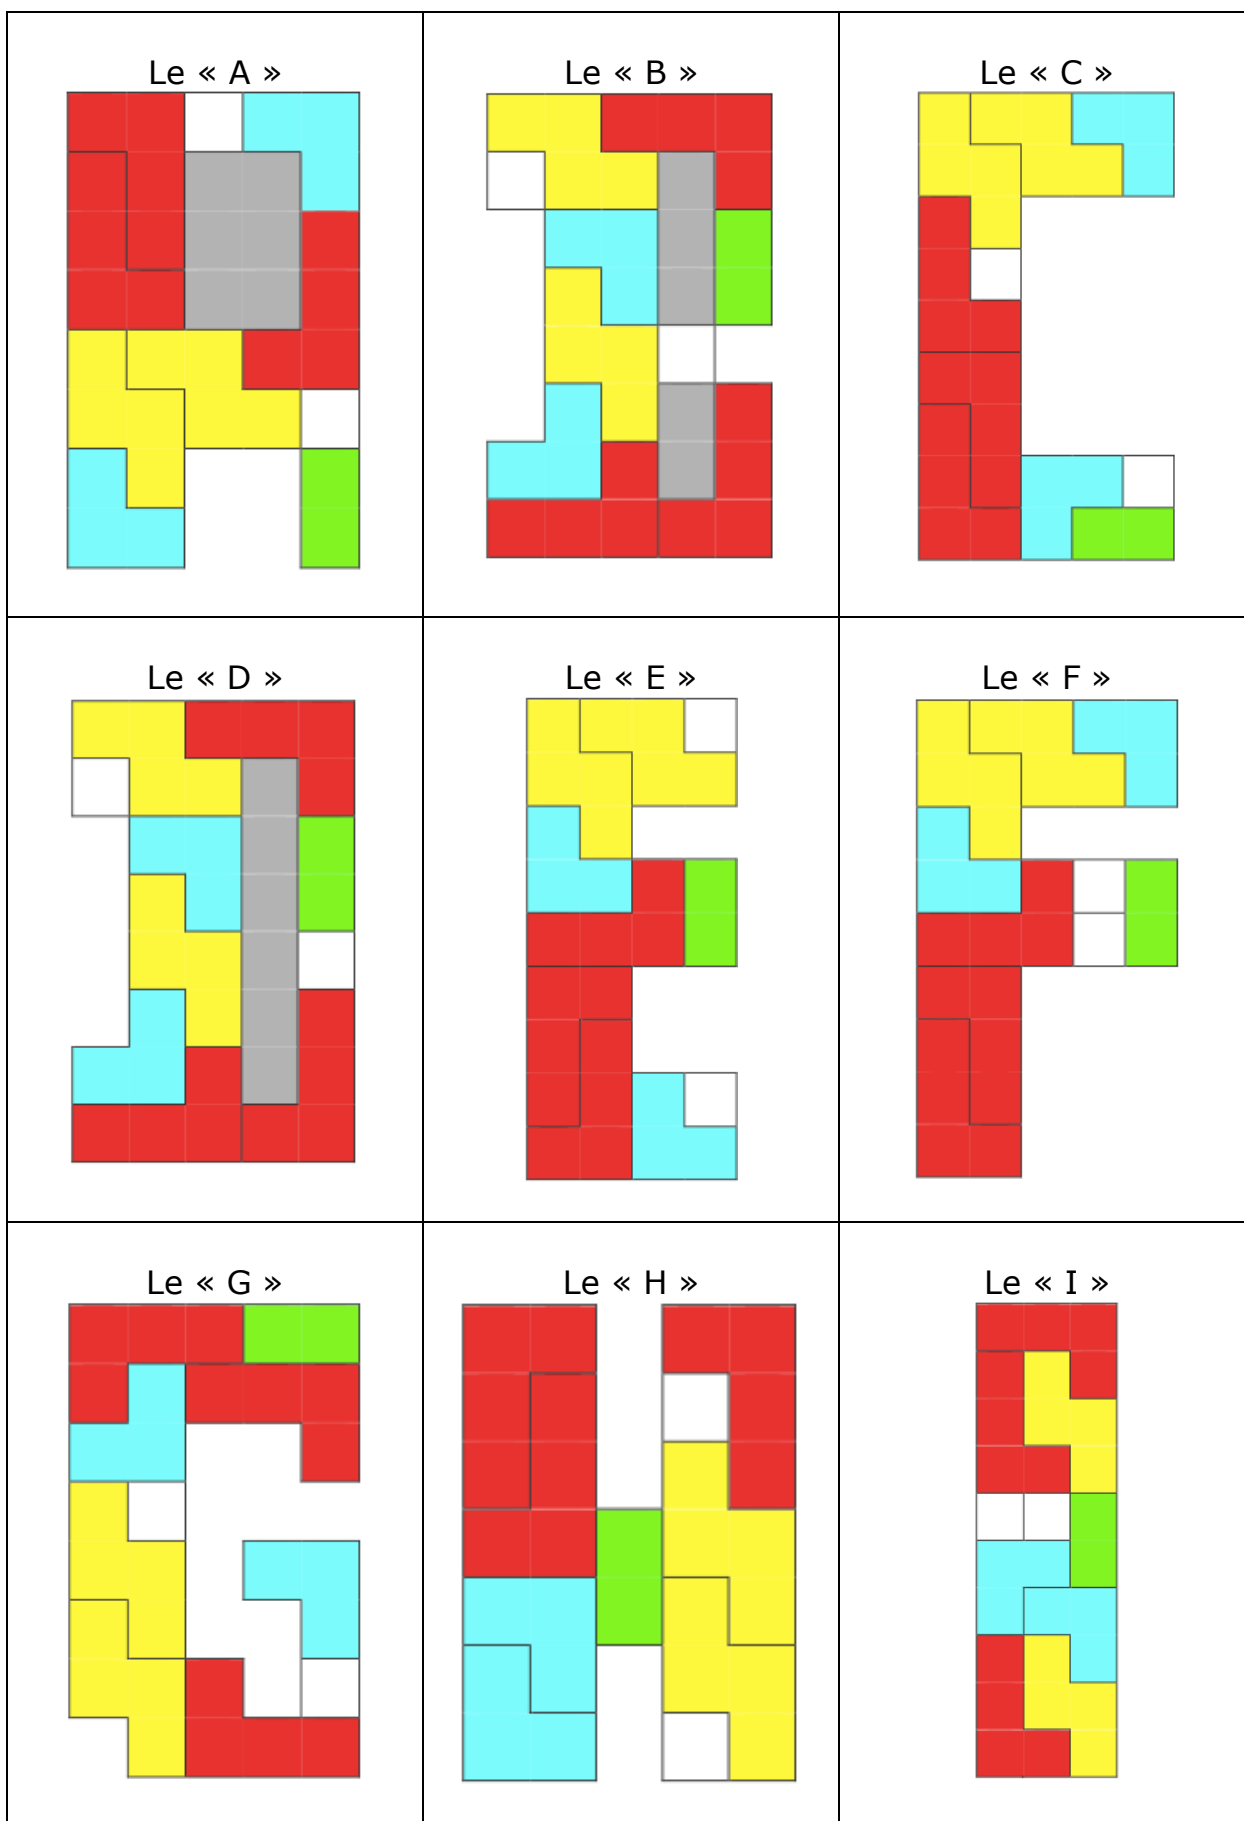 Le « A »
Le « B »
Le « C »
Le « D »
Le « E »
Le « F »
Le « G »
Le « H »
Le « I »